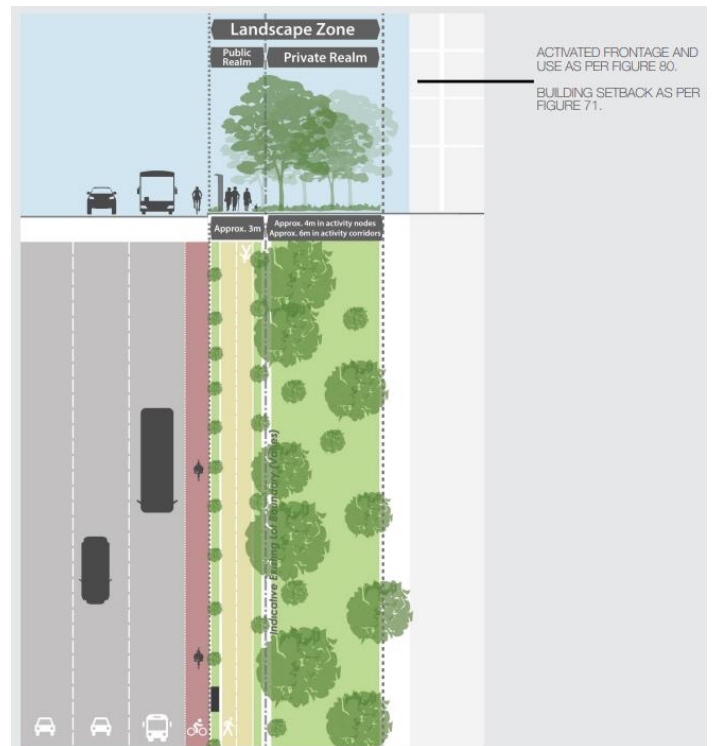 Landscape Zone
Public
Realm
Private Realm
ACTIVATED FRONTAGE AND
USE AS PER FIGURE 80.
BUILDING SETBACK AS PER
FIGURE 71.
Approx. 3m
Approx. 4m in activity nodes
Approx. 6m in activity corridors
Indicative Existing Lot Boundary (Varies)